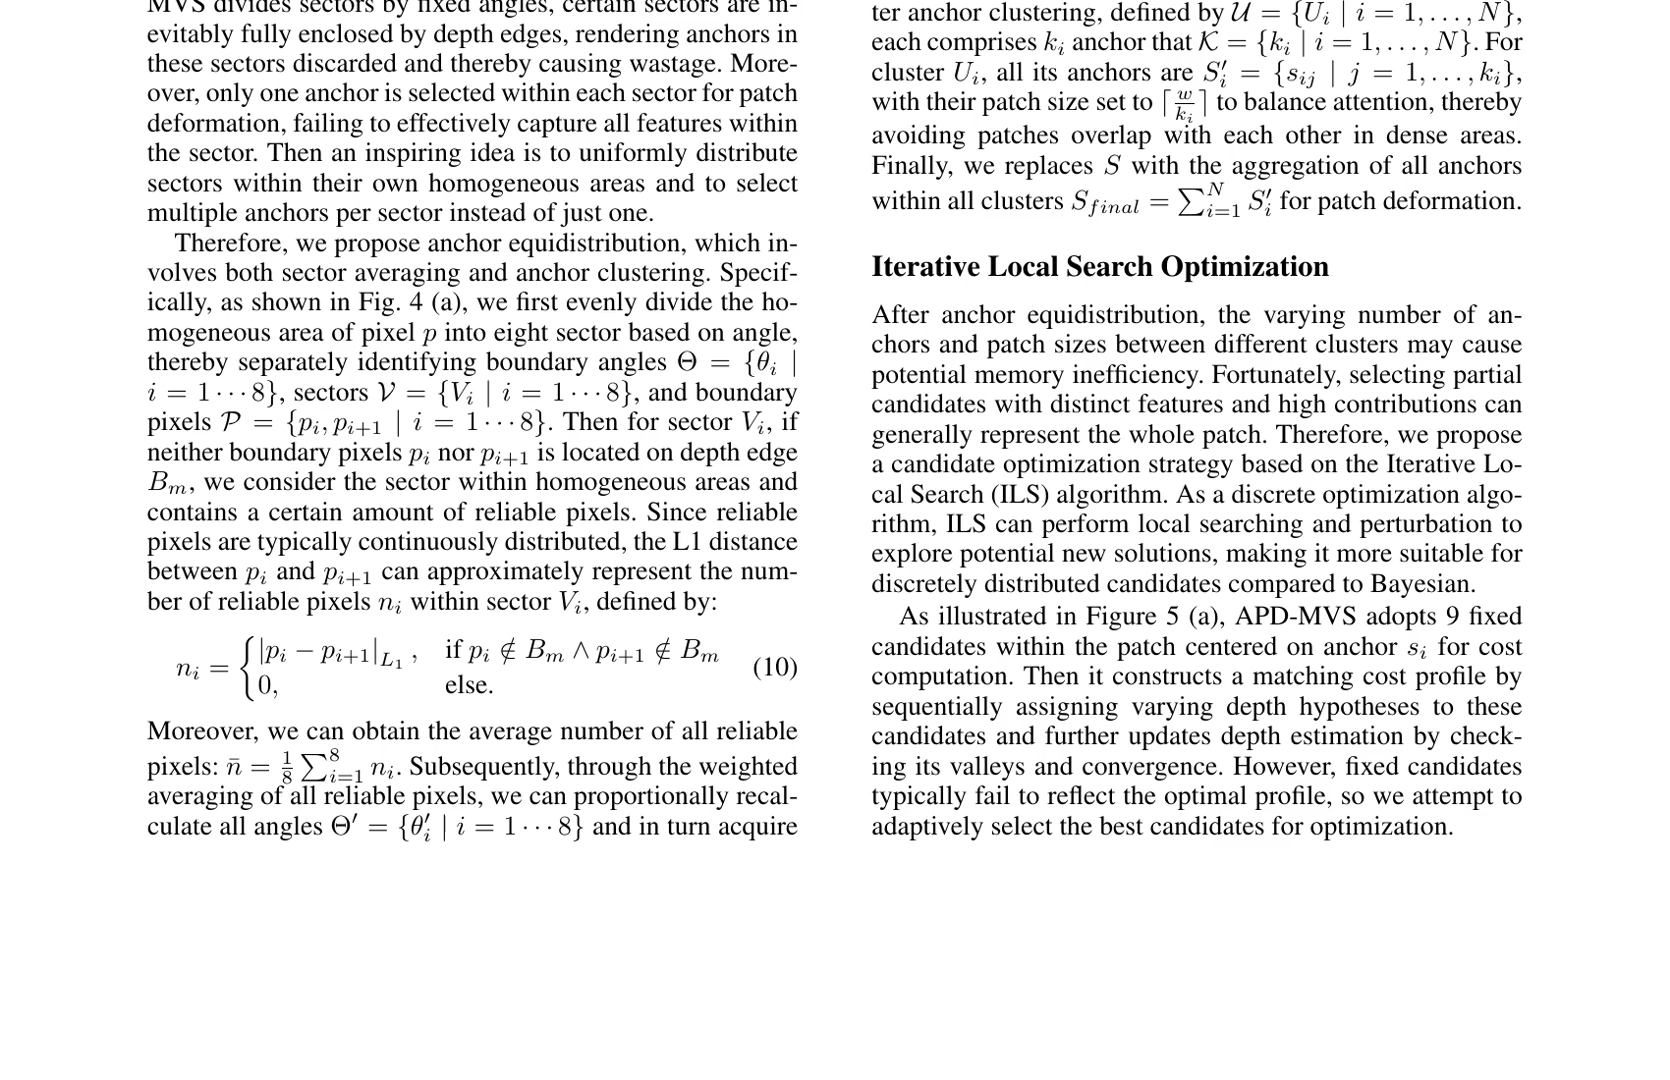 MVS divides sectors by fixed angles, certain sectors are in-
evitably fully enclosed by depth edges, rendering anchors in
these sectors discarded and thereby causing wastage. More-
over, only one anchor is selected within each sector for patch
deformation, failing to effectively capture all features within
the sector. Then an inspiring idea is to uniformly distribute
sectors within their own homogeneous areas and to select
multiple anchors per sector instead of just one.
Therefore, we propose anchor equidistribution, which in-
volves both sector averaging and anchor clustering. Specif-
ically, as shown in Fig. 4 (a), we first evenly divide the ho-
mogeneous area of pixel p into eight sector based on angle,
thereby separately identifying boundary angles Θ = {θ_i |
i = 1 ··· 8}, sectors 𝒱 = {V_i | i = 1 ··· 8}, and boundary
pixels 𝒫 = {p_i, p_{i+1} | i = 1 ··· 8}. Then for sector V_i, if
neither boundary pixels p_i nor p_{i+1} is located on depth edge
B_m, we consider the sector within homogeneous areas and
contains a certain amount of reliable pixels. Since reliable
pixels are typically continuously distributed, the L1 distance
between p_i and p_{i+1} can approximately represent the num-
ber of reliable pixels n_i within sector V_i, defined by:
n_i = { |p_i − p_{i+1}|_{L_1}, if p_i ∉ B_m ∧ p_{i+1} ∉ B_m (10)
0, else.
Moreover, we can obtain the average number of all reliable
pixels: n̄ = 1/8 ∑_{i=1}^{8} n_i. Subsequently, through the weighted
averaging of all reliable pixels, we can proportionally recal-
culate all angles Θ′ = {θ′_i | i = 1 ··· 8} and in turn acquire
ter anchor clustering, defined by 𝒰 = {U_i | i = 1, . . . , N},
each comprises k_i anchor that 𝒦 = {k_i | i = 1, . . . , N}. For
cluster U_i, all its anchors are S′_i = {s_{ij} | j = 1, . . . , k_i},
with their patch size set to ⌈w/k_i⌉ to balance attention, thereby
avoiding patches overlap with each other in dense areas.
Finally, we replaces S with the aggregation of all anchors
within all clusters S_{final} = ∑_{i=1}^{N} S′_i for patch deformation.
Iterative Local Search Optimization
After anchor equidistribution, the varying number of an-
chors and patch sizes between different clusters may cause
potential memory inefficiency. Fortunately, selecting partial
candidates with distinct features and high contributions can
generally represent the whole patch. Therefore, we propose
a candidate optimization strategy based on the Iterative Lo-
cal Search (ILS) algorithm. As a discrete optimization algo-
rithm, ILS can perform local searching and perturbation to
explore potential new solutions, making it more suitable for
discretely distributed candidates compared to Bayesian.
As illustrated in Figure 5 (a), APD-MVS adopts 9 fixed
candidates within the patch centered on anchor s_i for cost
computation. Then it constructs a matching cost profile by
sequentially assigning varying depth hypotheses to these
candidates and further updates depth estimation by check-
ing its valleys and convergence. However, fixed candidates
typically fail to reflect the optimal profile, so we attempt to
adaptively select the best candidates for optimization.